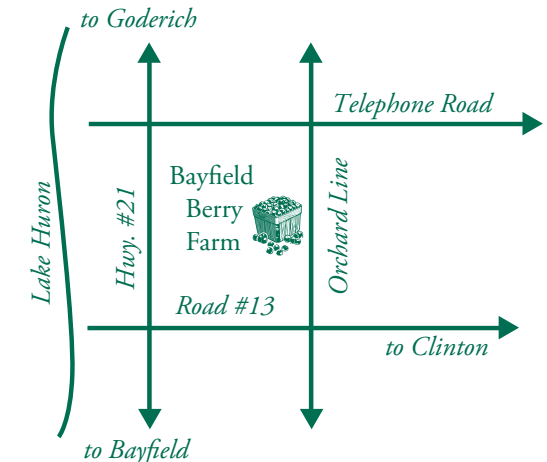 to Goderich
Telephone Road
Bayfield
Berry
Farm
Lake Huron
Hwy. #21
Orchard Line
Road #13
to Clinton
to Bayfield